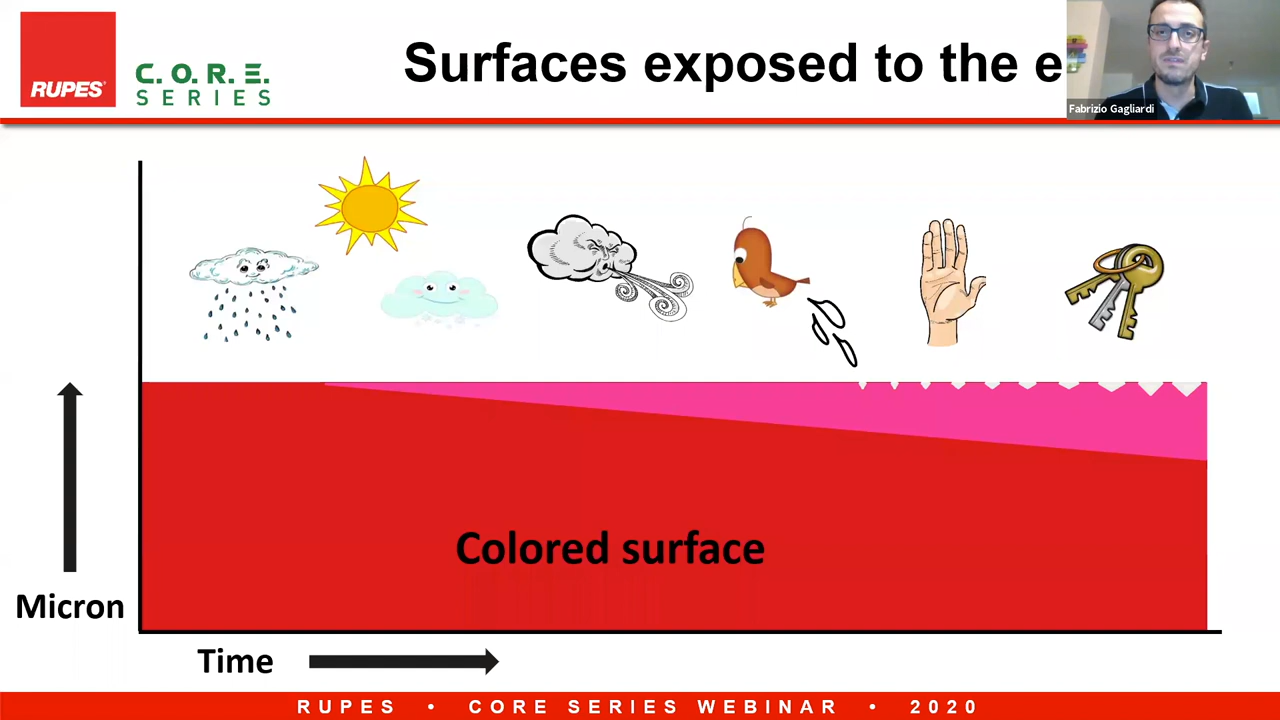 Surfaces exposed to the e
RUPES
C.O.R.E.
SERIES
Fabrizio Gagliardi
Colored surface
Micron
Time
RUPES • CORE SERIES WEBINAR • 2020